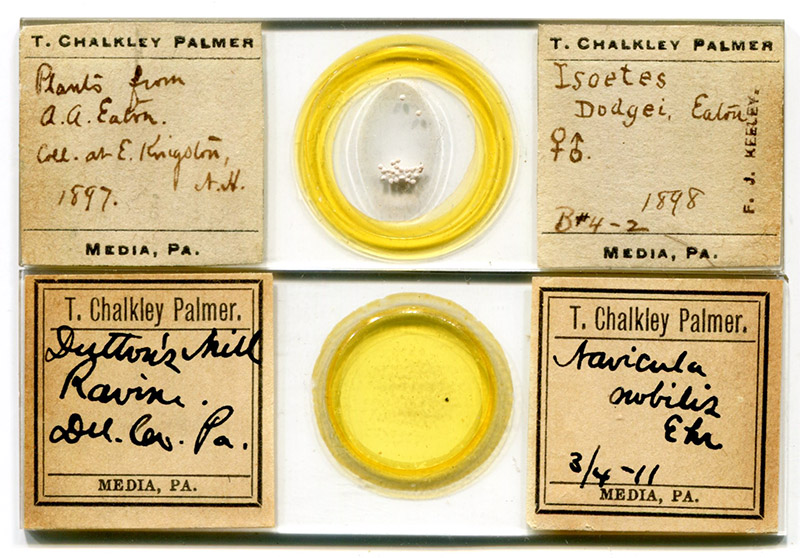 T. CHALKLEY PALMER
Plants from
A.A. Eaton.
Coll. at E. Kingston,
N.H.
1897.
MEDIA, PA.
T. CHALKLEY PALMER
Isoetes
Dodgei, Eaton
♀♂.
1898
B#4-2
F. J. KEELEY.
MEDIA, PA.
T. Chalkley Palmer.
Dutton's Mill
Ravine.
Del. Co. Pa.
MEDIA, PA.
T. Chalkley Palmer.
Navicula
nobilis
Ehr
3/4-11
MEDIA, PA.